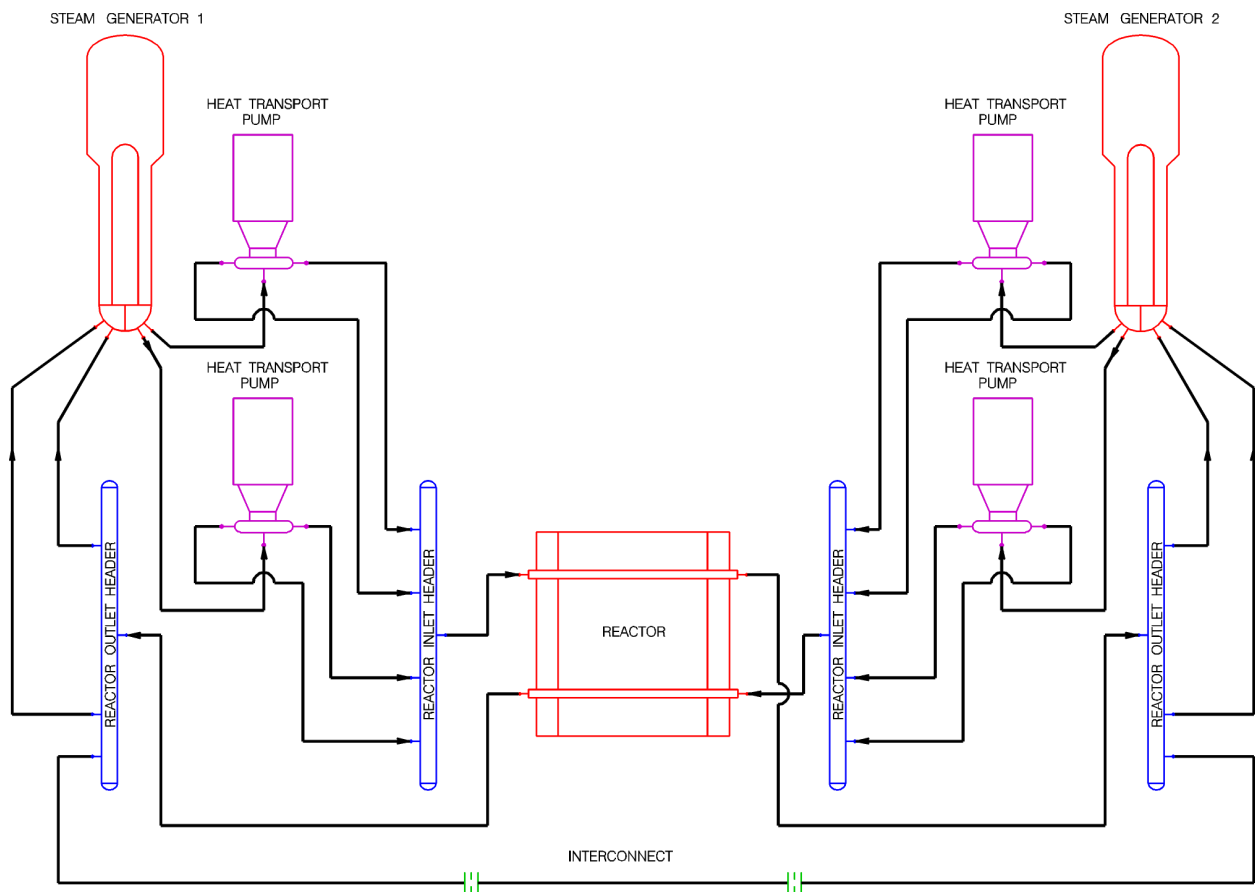 STEAM GENERATOR 1
STEAM GENERATOR 2
HEAT TRANSPORT
PUMP
HEAT TRANSPORT
PUMP
HEAT TRANSPORT
PUMP
HEAT TRANSPORT
PUMP
REACTOR OUTLET HEADER
REACTOR INLET HEADER
REACTOR
REACTOR INLET HEADER
REACTOR OUTLET HEADER
INTERCONNECT